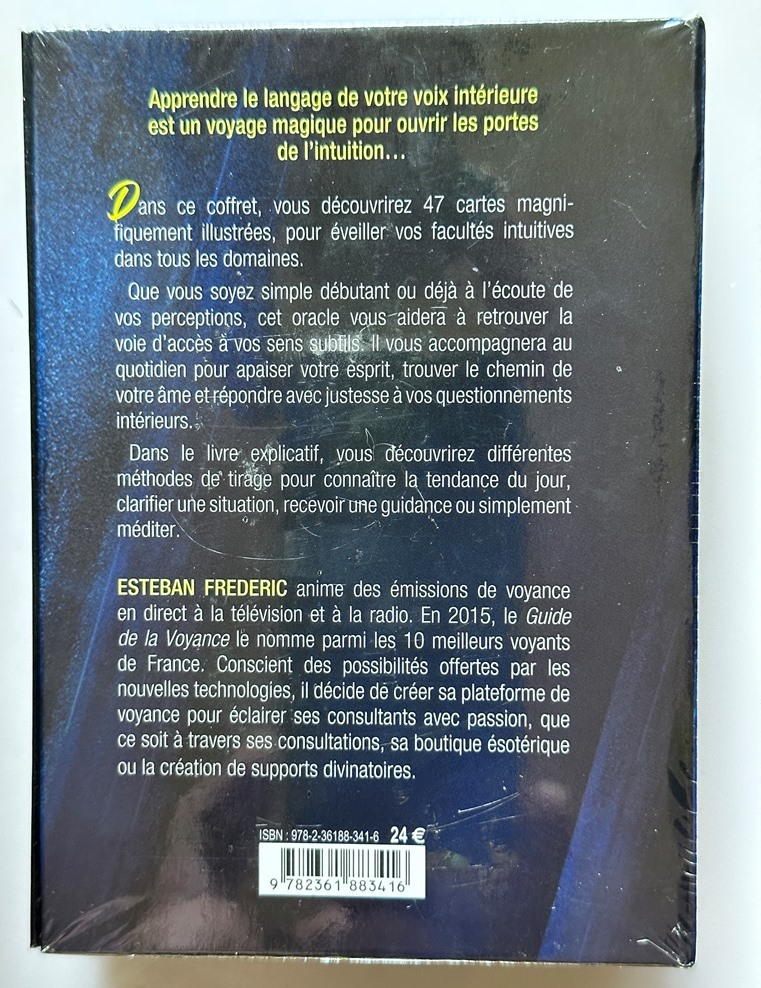 Apprendre le langage de votre voix intérieure
est un voyage magique pour ouvrir les portes
de l'intuition...
Dans ce coffret, vous découvrirez 47 cartes magni-
fiquement illustrées, pour éveiller vos facultés intuitives
dans tous les domaines.
Que vous soyez simple débutant ou déjà à l'écoute de
vos perceptions, cet oracle vous aidera à retrouver la
voie d'accès à vos sens subtils. Il vous accompagnera au
quotidien pour apaiser votre esprit, trouver le chemin de
votre âme et répondre avec justesse à vos questionnements
intérieurs.
Dans le livre explicatif, vous découvrirez différentes
méthodes de tirage pour connaître la tendance du jour,
clarifier une situation, recevoir une guidance ou simplement
méditer.
ESTEBAN FREDERIC anime des émissions de voyance
en direct à la télévision et à la radio. En 2015, le Guide
de la Voyance le nomme parmi les 10 meilleurs voyants
de France. Conscient des possibilités offertes par les
nouvelles technologies, il décide de créer sa plateforme de
voyance pour éclairer ses consultants avec passion, que
ce soit à travers ses consultations, sa boutique ésotérique
ou la création de supports divinatoires.
ISBN : 978-2-36188-341-6 24 €
9 782361 883416